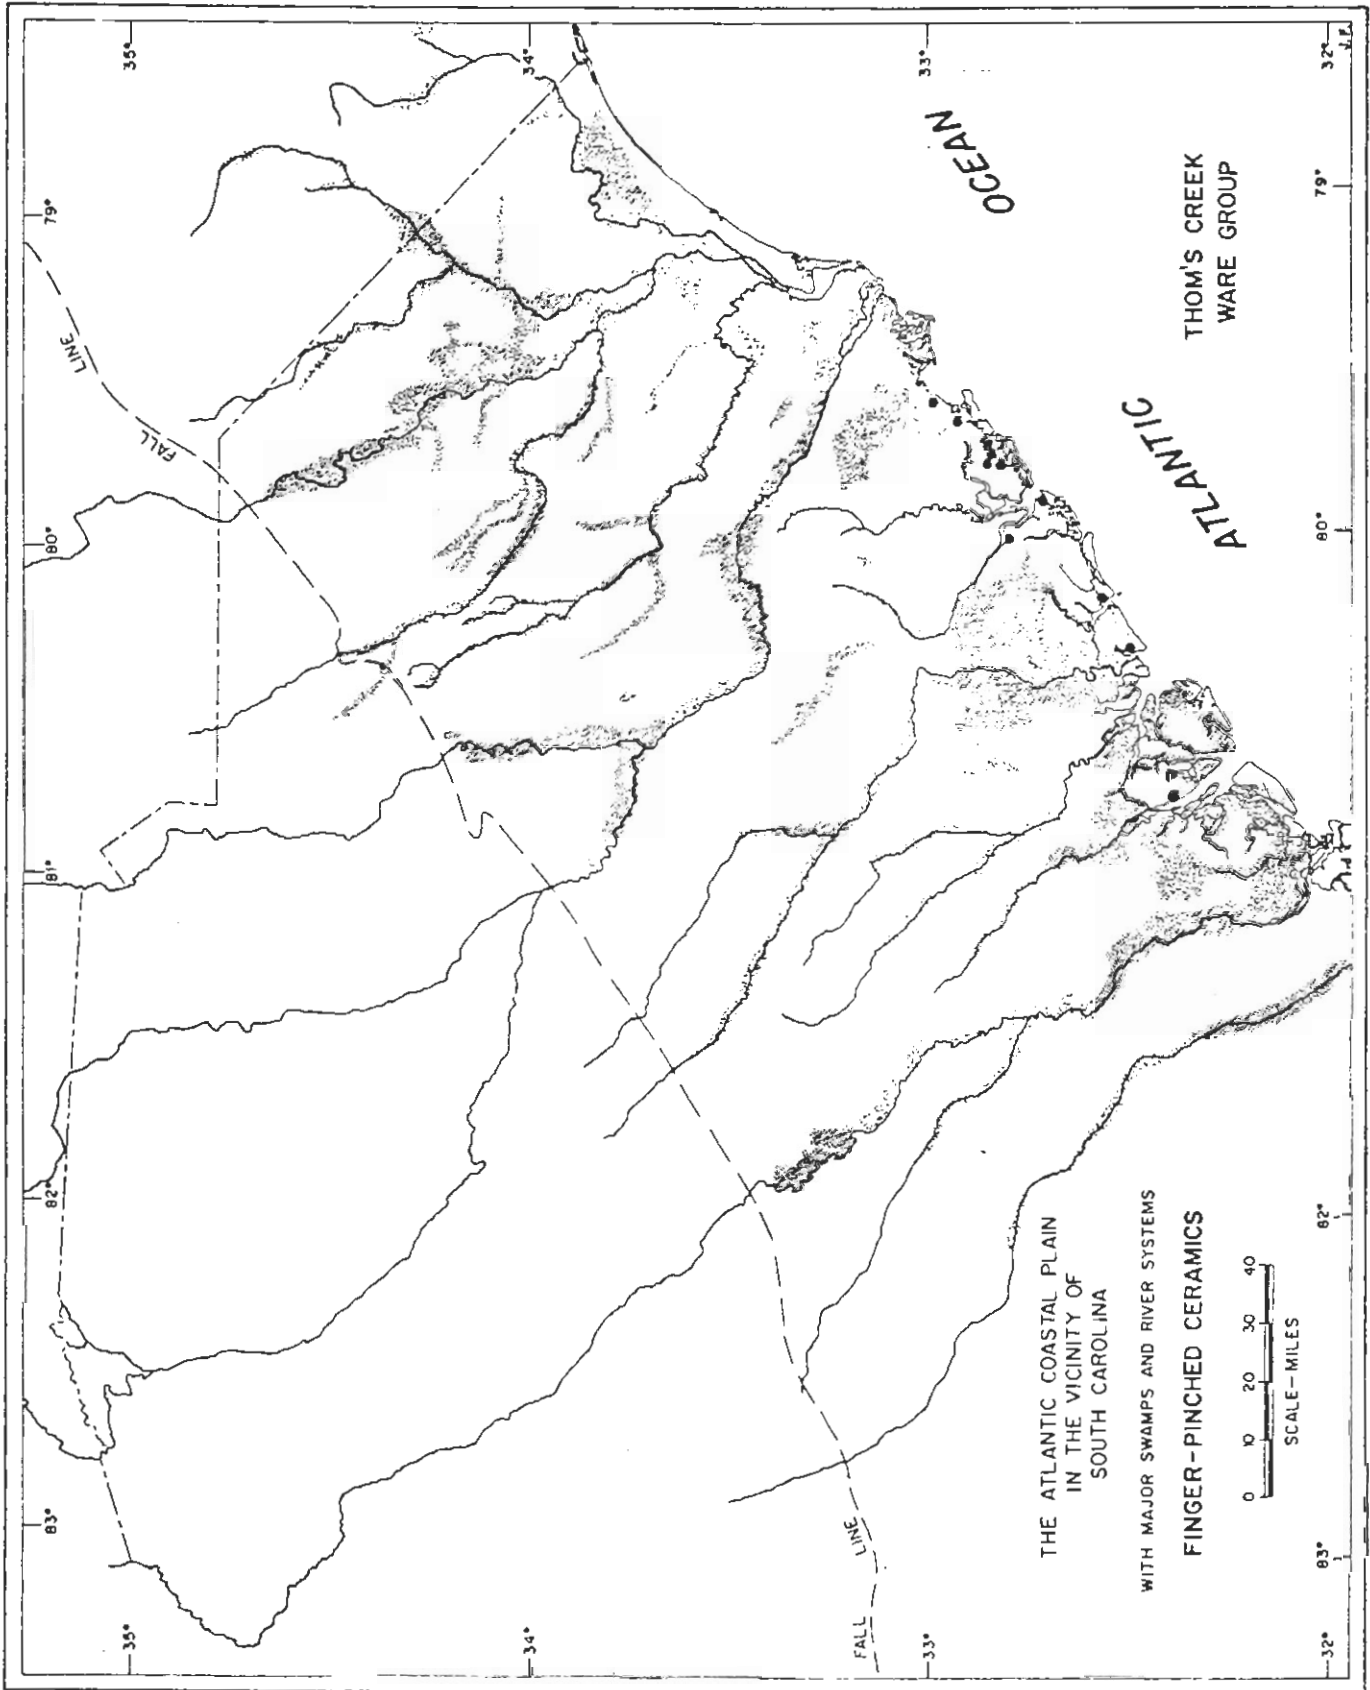 THE ATLANTIC COASTAL PLAIN
IN THE VICINITY OF
SOUTH CAROLINA
WITH MAJOR SWAMPS AND RIVER SYSTEMS
FINGER-PINCHED CERAMICS
0 10 20 30 40
SCALE-MILES
THOM'S CREEK
WARE GROUP
ATLANTIC
OCEAN
FALL
LINE
FALL
LINE
83°
82°
81°
80°
79°
83°
82°
80°
79°
35°
34°
33°
32°
35°
34°
33°
32°
J.F.